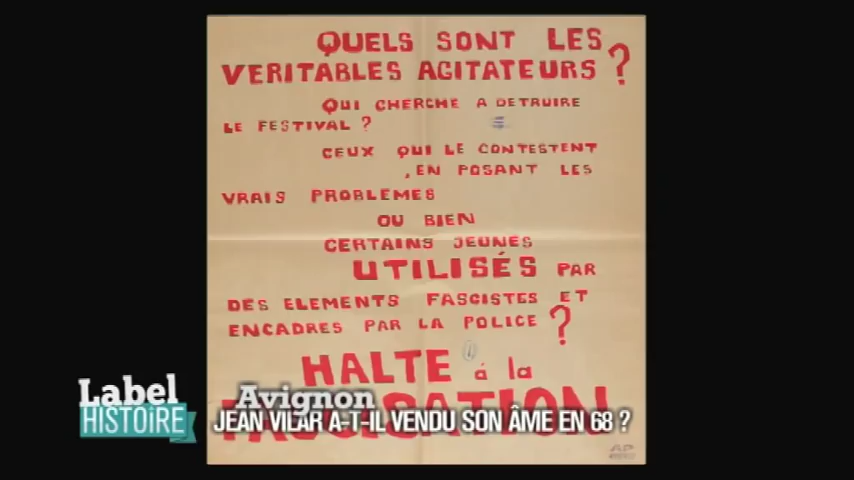 QUELS SONT LES
VERITABLES AGITATEURS ?
QUI CHERCHE A DETRUIRE
LE FESTIVAL ?
CEUX QUI LE CONTESTENT
, EN POSANT LES
VRAIS PROBLEMES
OU BIEN
CERTAINS JEUNES
UTILISÉS PAR
DES ELEMENTS FASCISTES ET
ENCADRES PAR LA POLICE ?
HALTE à la
FASCISATION
Label
HISTOIRE
Avignon
JEAN VILAR A-T-IL VENDU SON ÂME EN 68 ?